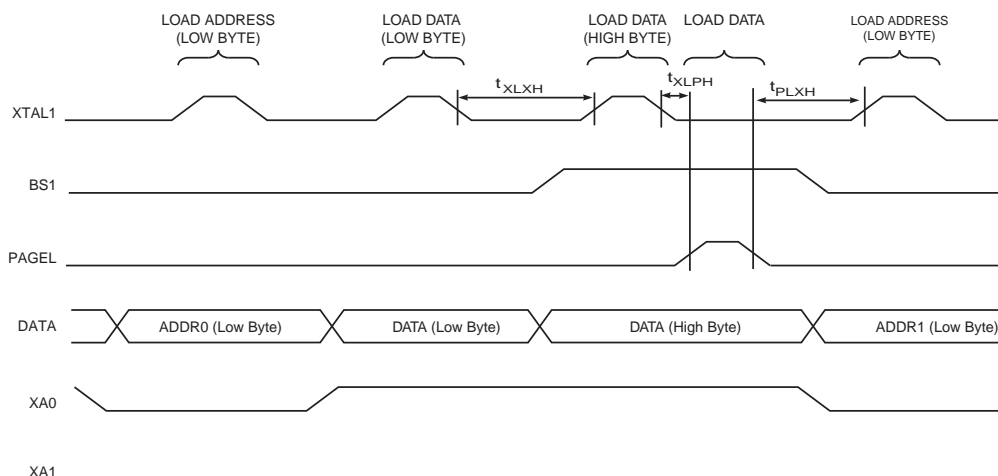 LOAD ADDRESS
(LOW BYTE)
LOAD DATA
(LOW BYTE)
LOAD DATA
(HIGH BYTE)
LOAD DATA
LOAD ADDRESS
(LOW BYTE)
tXLXH
tXLPH
tPLXH
XTAL1
BS1
PAGEL
DATA
ADDR0 (Low Byte)
DATA (Low Byte)
DATA (High Byte)
ADDR1 (Low Byte)
XA0
XA1